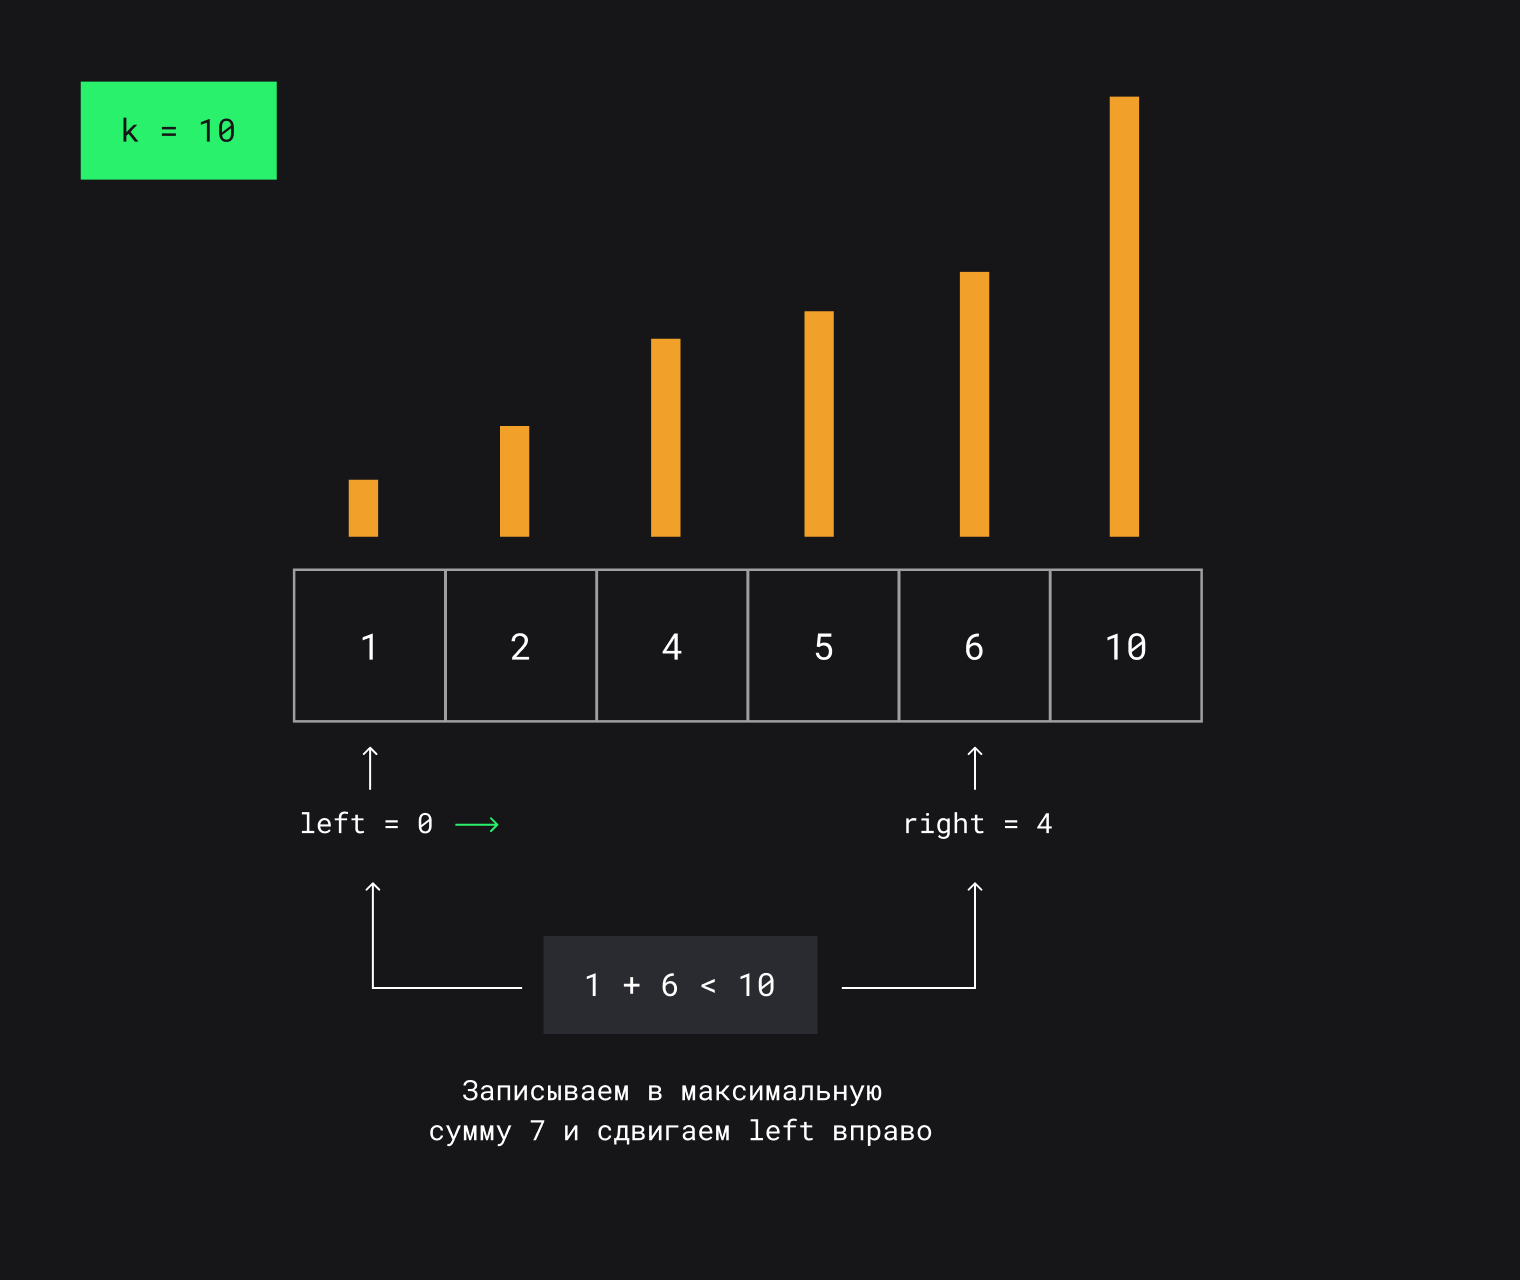 k = 10
1 2 4 5 6 10
left = 0 right = 4
1 + 6 < 10
Записываем в максимальную
сумму 7 и сдвигаем left вправо